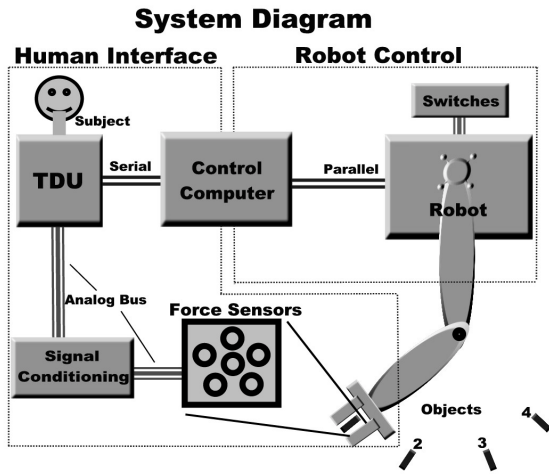 System Diagram
Human Interface
Robot Control
Switches
Subject
TDU
Serial
Control
Computer
Parallel
Robot
Analog Bus
Force Sensors
Signal
Conditioning
Objects
4
2
3